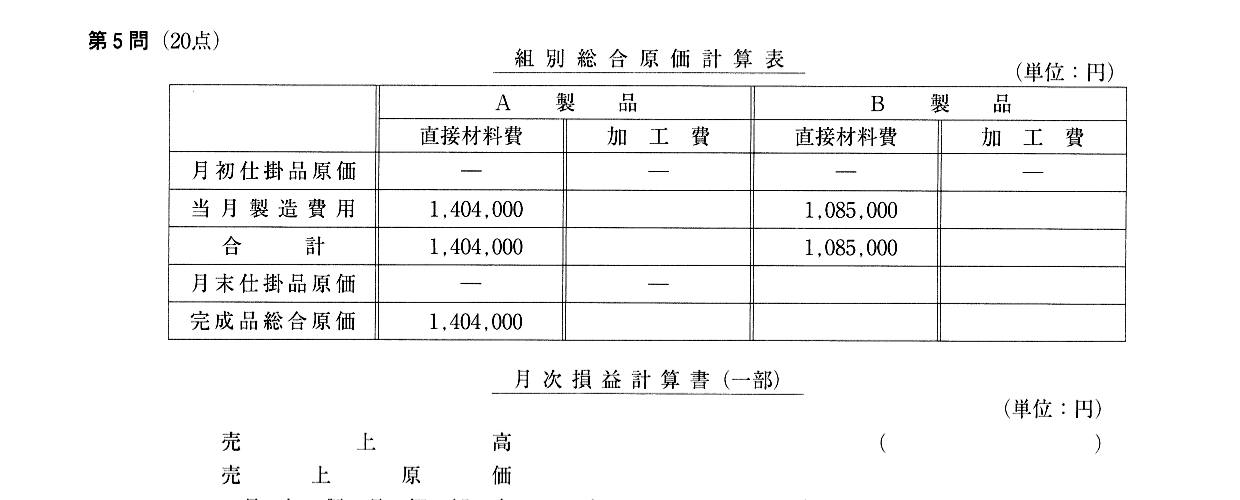 第5問 (20点)
組別総合原価計算表
(単位:円)
A製品 B製品
直接材料費 加工費 直接材料費 加工費
月初仕掛品原価 — — — —
当月製造費用 1,404,000 1,085,000
合計 1,404,000 1,085,000
月末仕掛品原価 — —
完成品総合原価 1,404,000
月次損益計算書(一部)
(単位:円)
売上高 ( )
売上原価